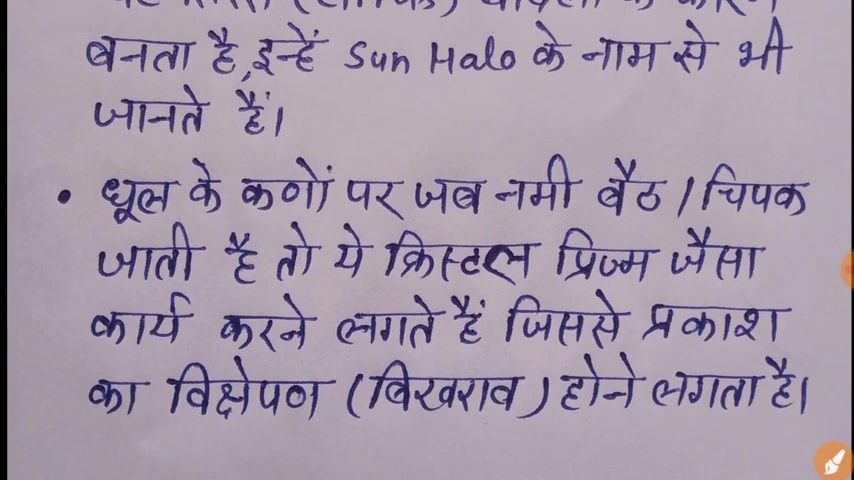 बनता है, इन्हें Sun Halo के नाम से भी
जानते हैं।
• धूल के कणों पर जब नमी बैठ / चिपक
जाती है तो ये क्रिस्टल प्रिज्म जैसा
कार्य करने लगते हैं जिससे प्रकाश
का विक्षेपण (बिखराव) होने लगता है।